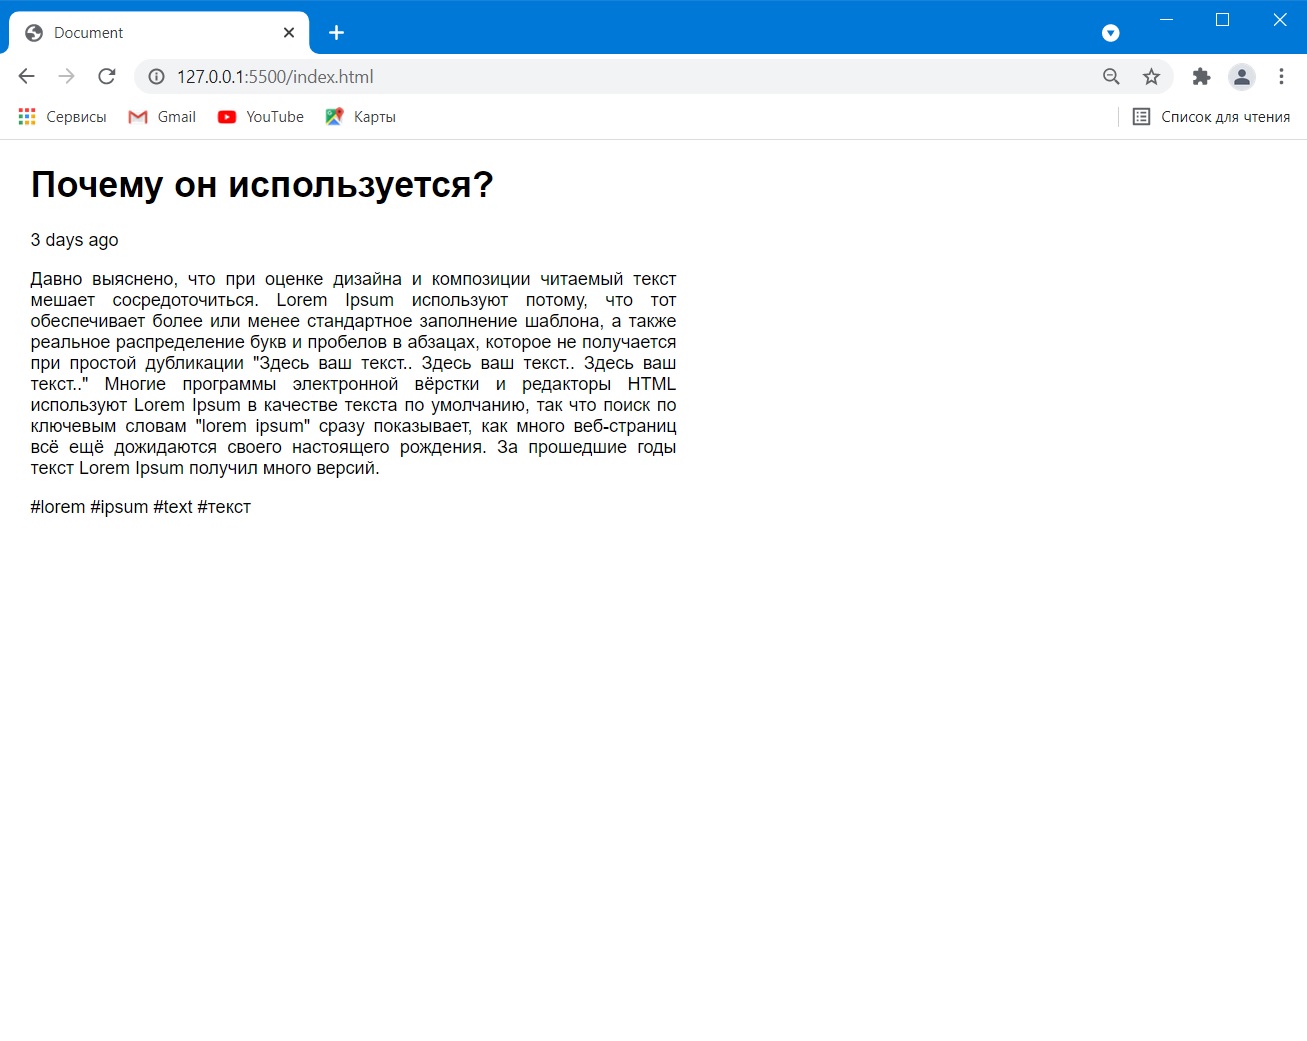 Document
127.0.0.1:5500/index.html
Сервисы Gmail YouTube Карты Список для чтения
Почему он используется?
3 days ago
Давно выяснено, что при оценке дизайна и композиции читаемый текст
мешает сосредоточиться. Lorem Ipsum используют потому, что тот
обеспечивает более или менее стандартное заполнение шаблона, а также
реальное распределение букв и пробелов в абзацах, которое не получается
при простой дубликации "Здесь ваш текст.. Здесь ваш текст.. Здесь ваш
текст.." Многие программы электронной вёрстки и редакторы HTML
используют Lorem Ipsum в качестве текста по умолчанию, так что поиск по
ключевым словам "lorem ipsum" сразу показывает, как много веб-страниц
всё ещё дожидаются своего настоящего рождения. За прошедшие годы
текст Lorem Ipsum получил много версий.
#lorem #ipsum #text #текст